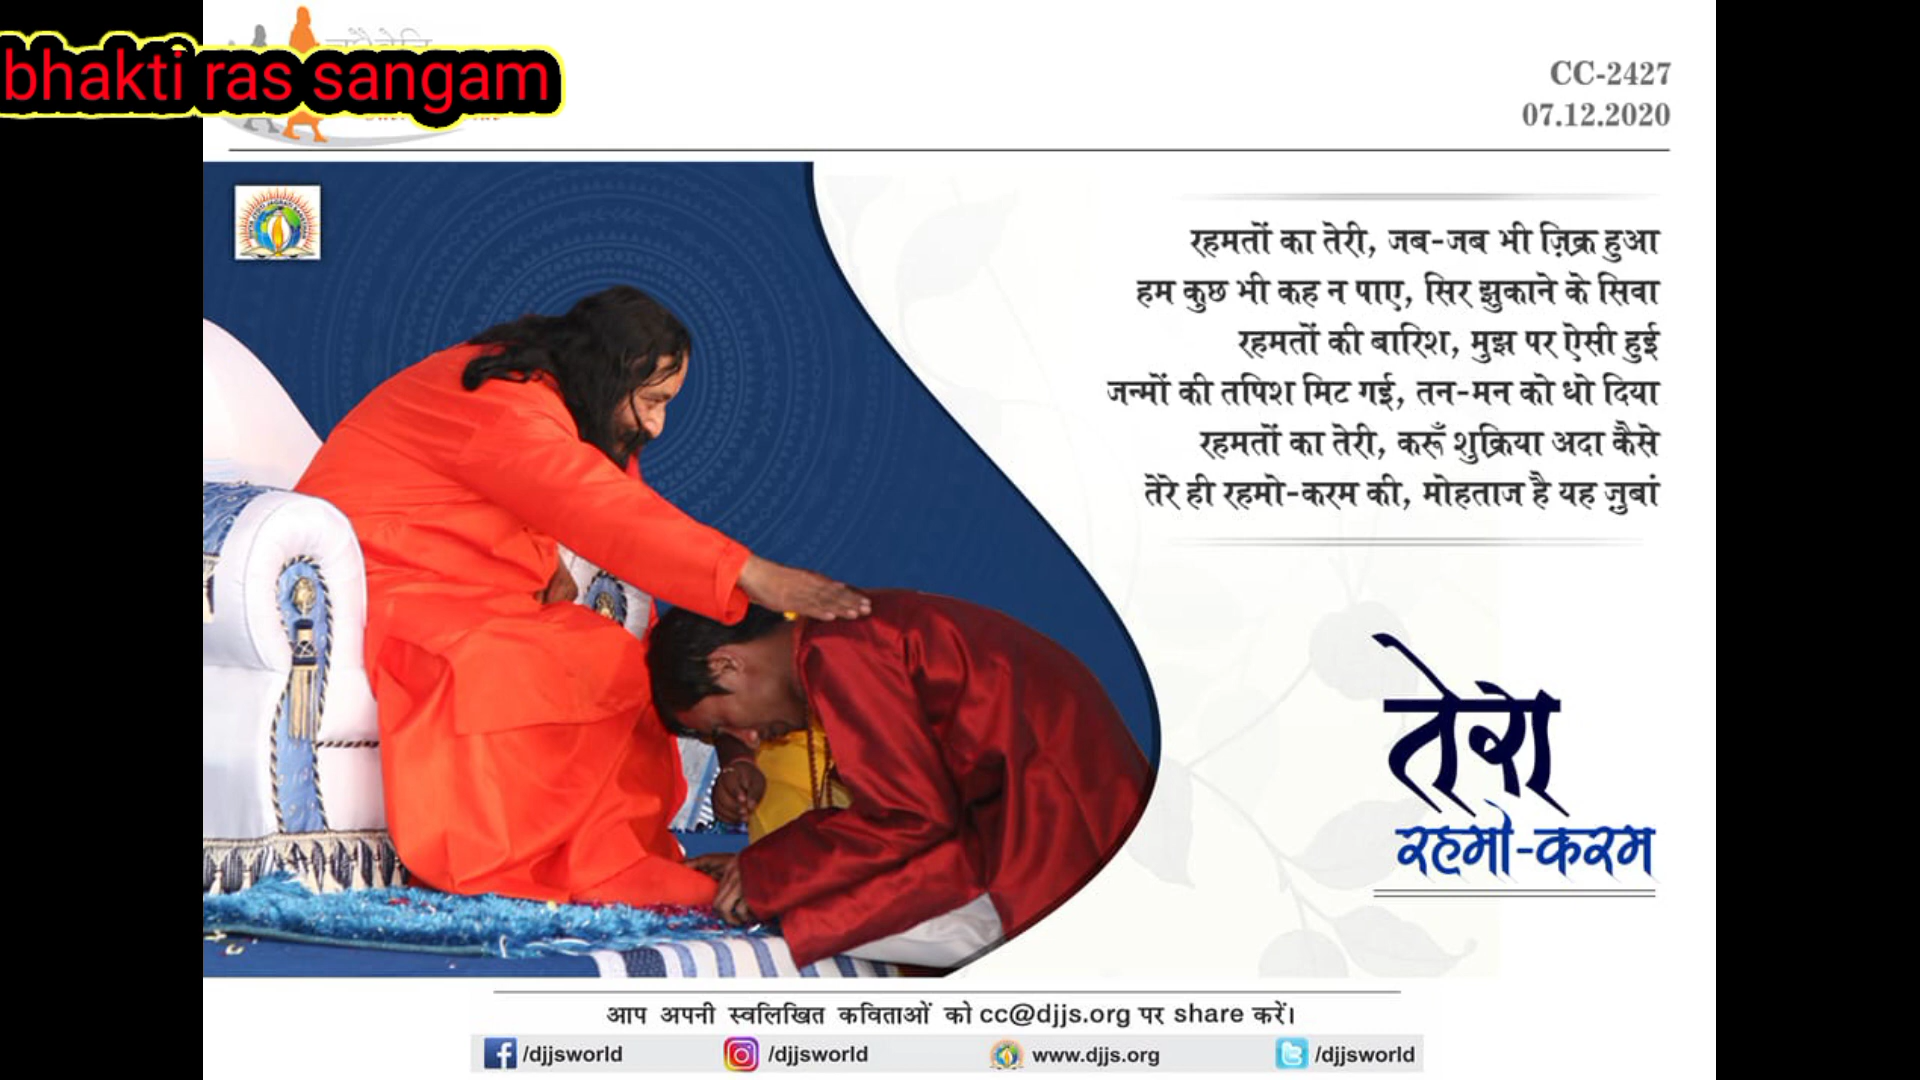 bhakti ras sangam
CC-2427
07.12.2020
रहमतों का तेरी, जब-जब भी ज़िक्र हुआ
हम कुछ भी कह न पाए, सिर झुकाने के सिवा
रहमतों की बारिश, मुझ पर ऐसी हुई
जन्मों की तपिश मिट गई, तन-मन को धो दिया
रहमतों का तेरी, करूँ शुक्रिया अदा कैसे
तेरे ही रहमो-करम की, मोहताज है यह ज़ुबां
तेरा
रहमो-करम
आप अपनी स्वलिखित कविताओं को cc@djjs.org पर share करें।
/djjsworld /djjsworld www.djjs.org /djjsworld